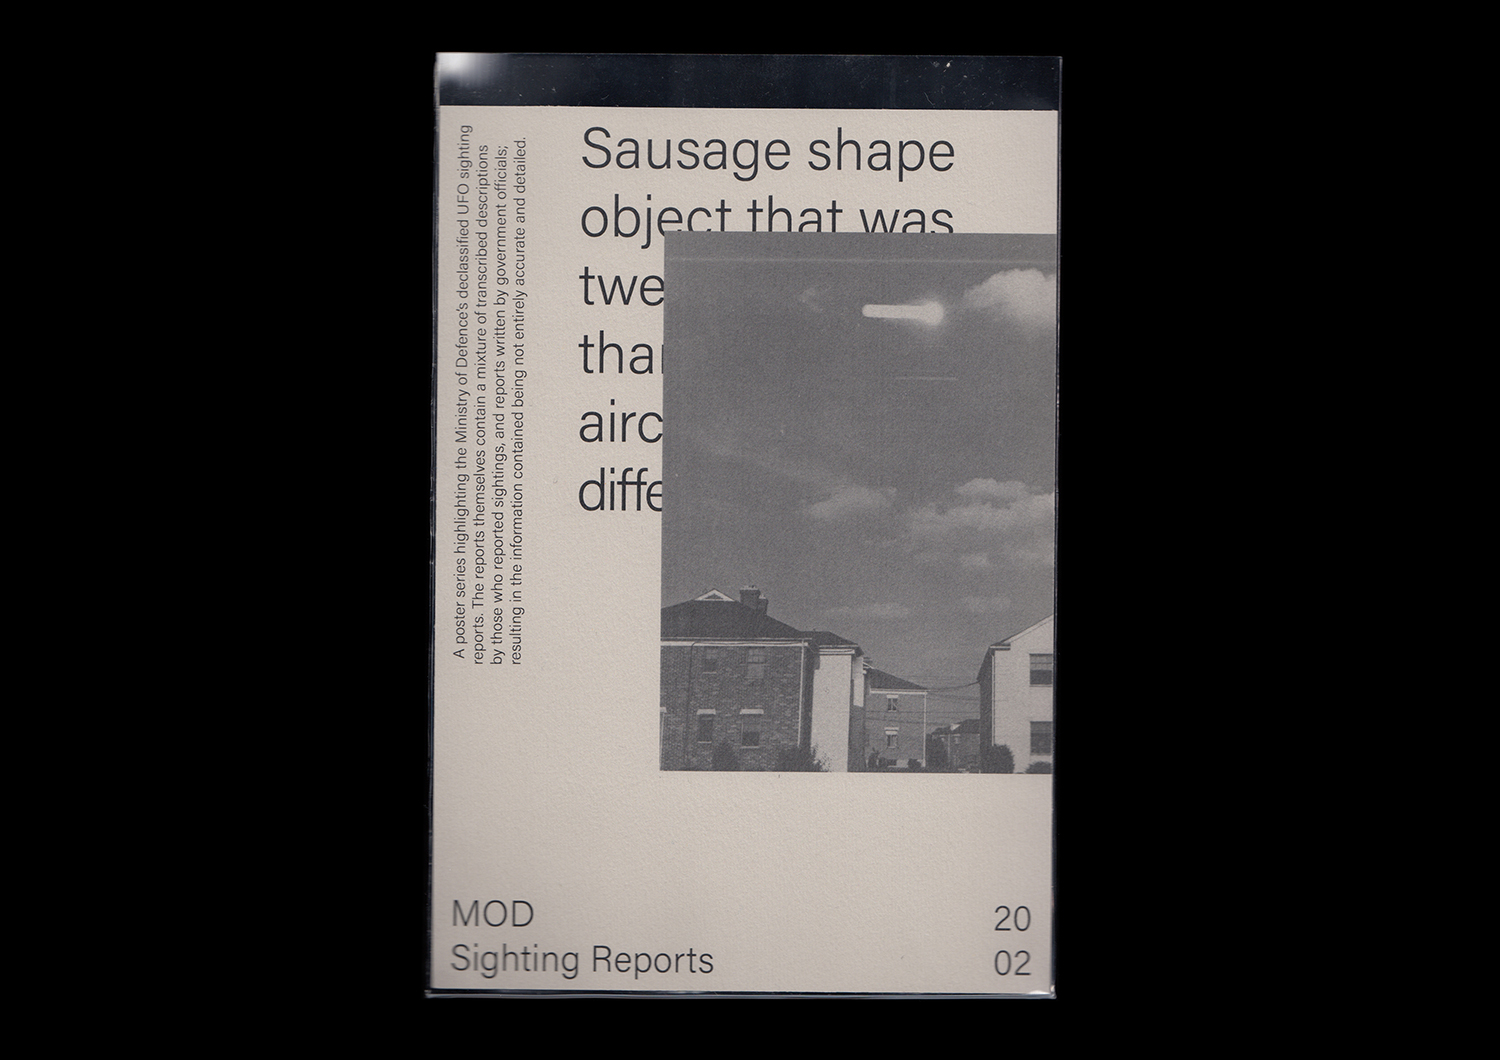 A poster series highlighting the Ministry of Defence's declassified UFO sighting
reports. The reports themselves contain a mixture of transcribed descriptions
by those who reported sightings, and reports written by government officials;
resulting in the information contained being not entirely accurate and detailed.
Sausage shape
object that was
twe
tha
airc
diffe
MOD
Sighting Reports
20
02